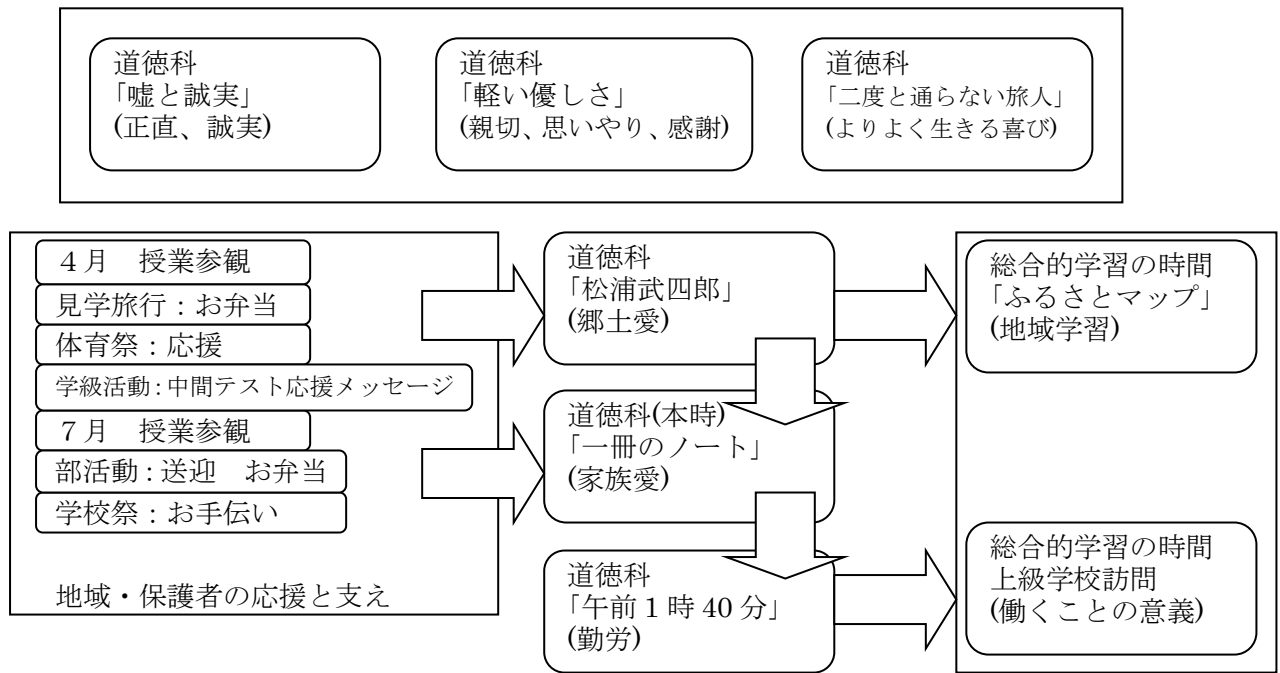 道徳科
「嘘と誠実」
(正直、誠実)
道徳科
「軽い優しさ」
(親切、思いやり、感謝)
道徳科
「二度と通らない旅人」
(よりよく生きる喜び)
4月　授業参観
見学旅行：お弁当
体育祭：応援
学級活動：中間テスト応援メッセージ
7月　授業参観
部活動：送迎　お弁当
学校祭：お手伝い
地域・保護者の応援と支え
道徳科
「松浦武四郎」
(郷土愛)
道徳科(本時)
「一冊のノート」
(家族愛)
道徳科
「午前1時40分」
(勤労)
総合的学習の時間
「ふるさとマップ」
(地域学習)
総合的学習の時間
上級学校訪問
(働くことの意義)